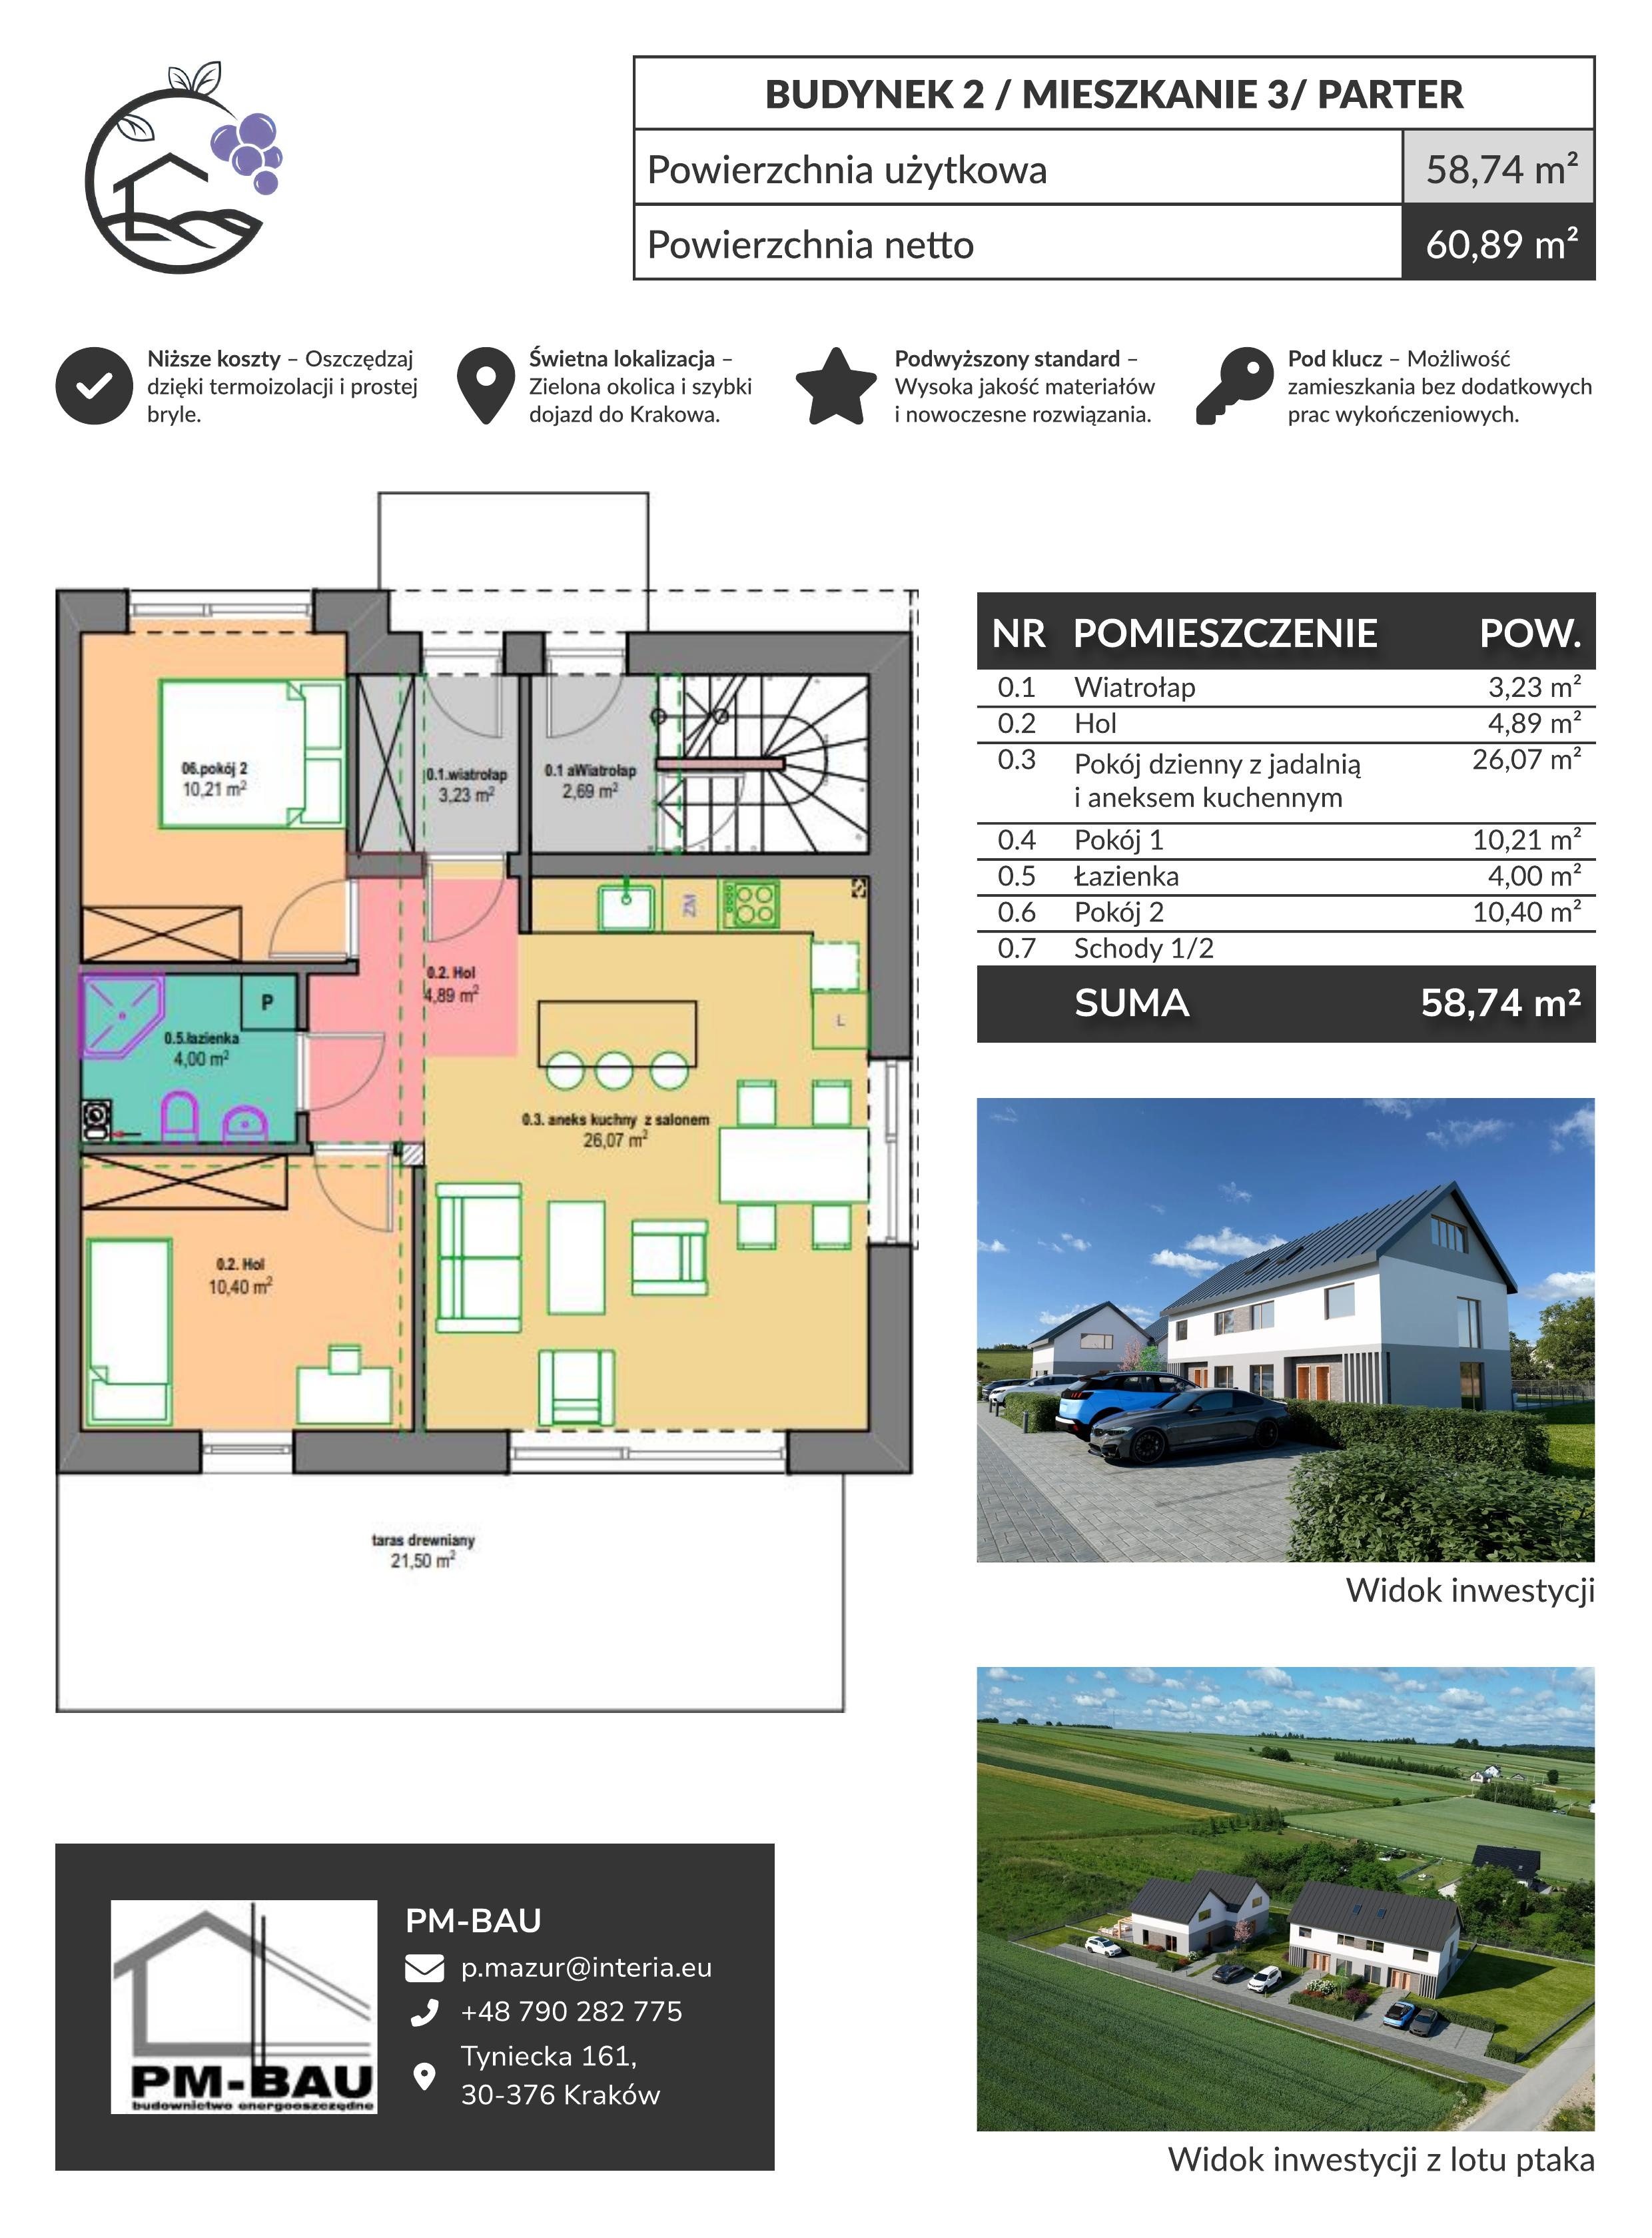 BUDYNEK 2 / MIESZKANIE 3/ PARTER
Powierzchnia użytkowa 58,74 m²
Powierzchnia netto 60,89 m²
Niższe koszty – Oszczędzaj
dzięki termoizolacji i prostej
bryle.
Świetna lokalizacja –
Zielona okolica i szybki
dojazd do Krakowa.
Podwyższony standard –
Wysoka jakość materiałów
i nowoczesne rozwiązania.
Pod klucz – Możliwość
zamieszkania bez dodatkowych
prac wykończeniowych.
06.pokój 2
10,21 m²
0.1.wiatrołap
3,23 m²
0.1 aWiatrołap
2,69 m²
ZM
0.2. Hol
4,89 m²
P
L
0.5.łazienka
4,00 m²
0.3. aneks kuchny z salonem
26,07 m²
0.2. Hol
10,40 m²
taras drewniany
21,50 m²
NR POMIESZCZENIE POW.
0.1 Wiatrołap 3,23 m²
0.2 Hol 4,89 m²
0.3 Pokój dzienny z jadalnią 26,07 m²
i aneksem kuchennym
0.4 Pokój 1 10,21 m²
0.5 Łazienka 4,00 m²
0.6 Pokój 2 10,40 m²
0.7 Schody 1/2
SUMA 58,74 m²
Widok inwestycji
Widok inwestycji z lotu ptaka
PM-BAU
budownictwo energooszczędne
PM-BAU
p.mazur@interia.eu
+48 790 282 775
Tyniecka 161,
30-376 Kraków